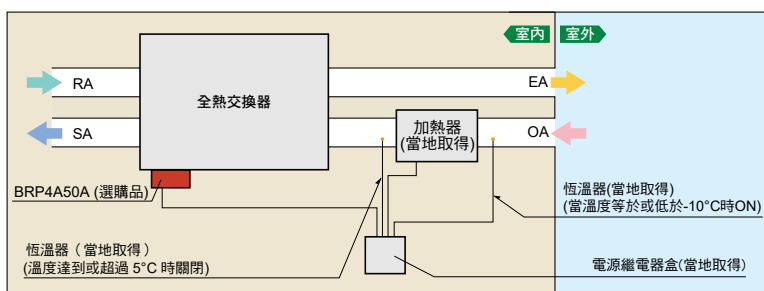 室內 室外
RA
EA
全熱交換器
加熱器
(當地取得)
SA
OA
BRP4A50A (選購品)
恆溫器(當地取得)
(當溫度等於或低於-10°C時ON)
恆溫器（當地取得）
(溫度達到或超過 5°C 時關閉)
電源繼電器盒(當地取得)